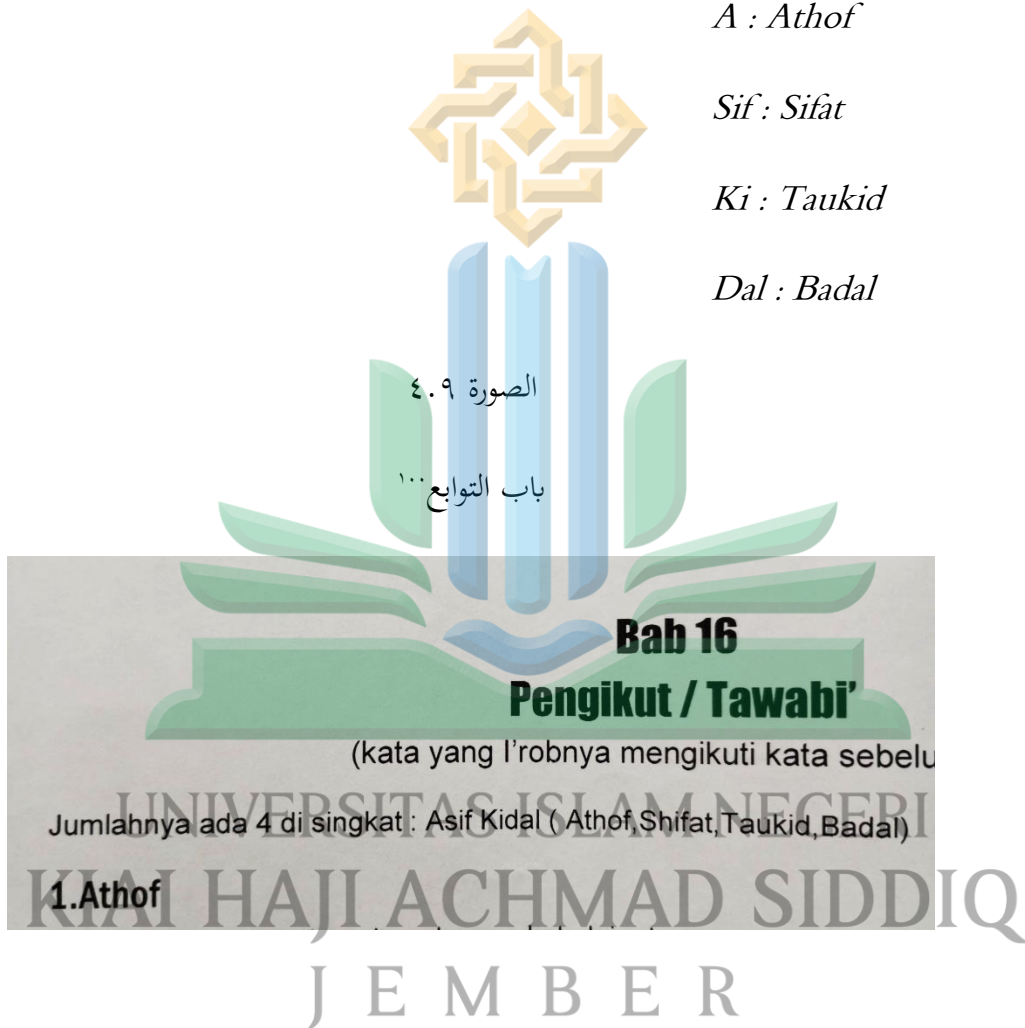 A : Athof
Sif : Sifat
Ki : Taukid
Dal : Badal
الصورة ٤.٩
باب التوابع١٠٠
Bab 16
Pengikut / Tawabi’
(kata yang I’robnya mengikuti kata sebelu
Jumlahnya ada 4 di singkat : Asif Kidal ( Athof,Shifat,Taukid,Badal)
UNIVERSITAS ISLAM NEGERI
1.Athof
KIAI HAJI ACHMAD SIDDIQ
JEMBER